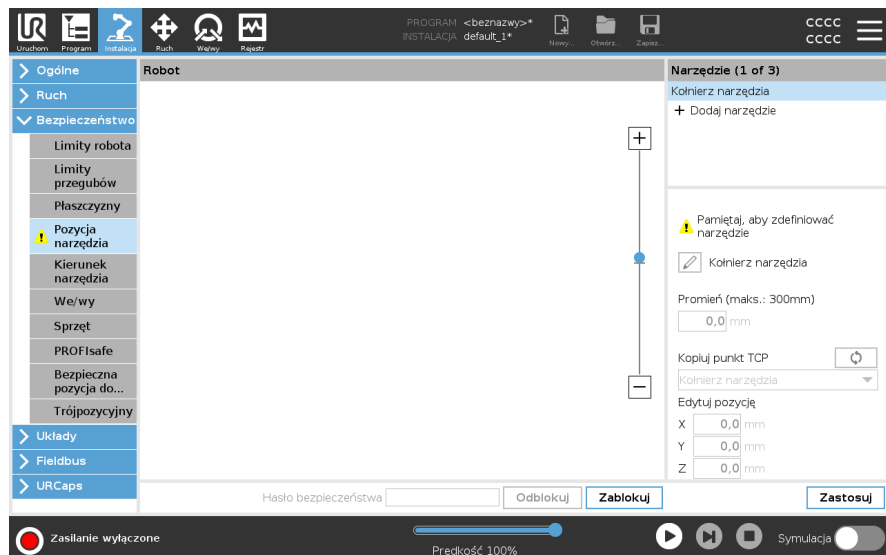 PROGRAM <beznazwy>*
INSTALACJA default_1*
Uruchom Program Instalacja Ruch We/wy Rejestr
Nowy... Otwórz... Zapisz...
CCCC
CCCC
Ogólne
Ruch
Bezpieczeństwo
Limity robota
Limity
przegubów
Płaszczyzny
Pozycja
narzędzia
Kierunek
narzędzia
We/wy
Sprzęt
PROFIsafe
Bezpieczna
pozycja do...
Trójpozycyjny
Układy
Fieldbus
URCaps
Robot
Narzędzie (1 of 3)
Kołnierz narzędzia
+ Dodaj narzędzie
Pamiętaj, aby zdefiniować
narzędzie
Kołnierz narzędzia
Promień (maks.: 300mm)
0,0 mm
Kopiuj punkt TCP
Kołnierz narzędzia
Edytuj pozycję
X 0,0 mm
Y 0,0 mm
Z 0,0 mm
Hasło bezpieczeństwa Odblokuj Zablokuj Zastosuj
Zasilanie wyłączone
Prędkość 100%
Symulacja